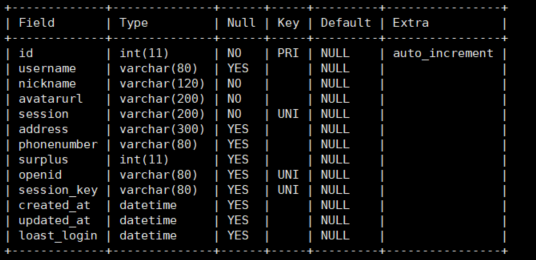 +--------------+--------------+------+-----+---------+----------------+
| Field        | Type         | Null | Key | Default | Extra          |
+--------------+--------------+------+-----+---------+----------------+
| id           | int(11)      | NO   | PRI | NULL    | auto_increment |
| username     | varchar(80)  | YES  |     | NULL    |                |
| nickname     | varchar(120) | NO   |     | NULL    |                |
| avatarurl    | varchar(200) | NO   |     | NULL    |                |
| session      | varchar(200) | NO   | UNI | NULL    |                |
| address      | varchar(300) | YES  |     | NULL    |                |
| phonenumber  | varchar(80)  | YES  |     | NULL    |                |
| surplus      | int(11)      | YES  |     | NULL    |                |
| openid       | varchar(80)  | YES  | UNI | NULL    |                |
| session_key  | varchar(80)  | YES  | UNI | NULL    |                |
| created_at   | datetime     | YES  |     | NULL    |                |
| updated_at   | datetime     | YES  |     | NULL    |                |
| loast_login  | datetime     | YES  |     | NULL    |                |
+--------------+--------------+------+-----+---------+----------------+